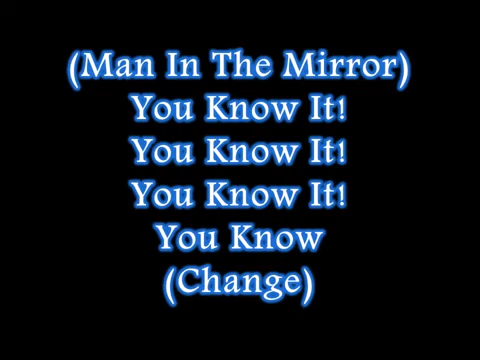 (Man In The Mirror)
You Know It!
You Know It!
You Know It!
You Know
(Change)